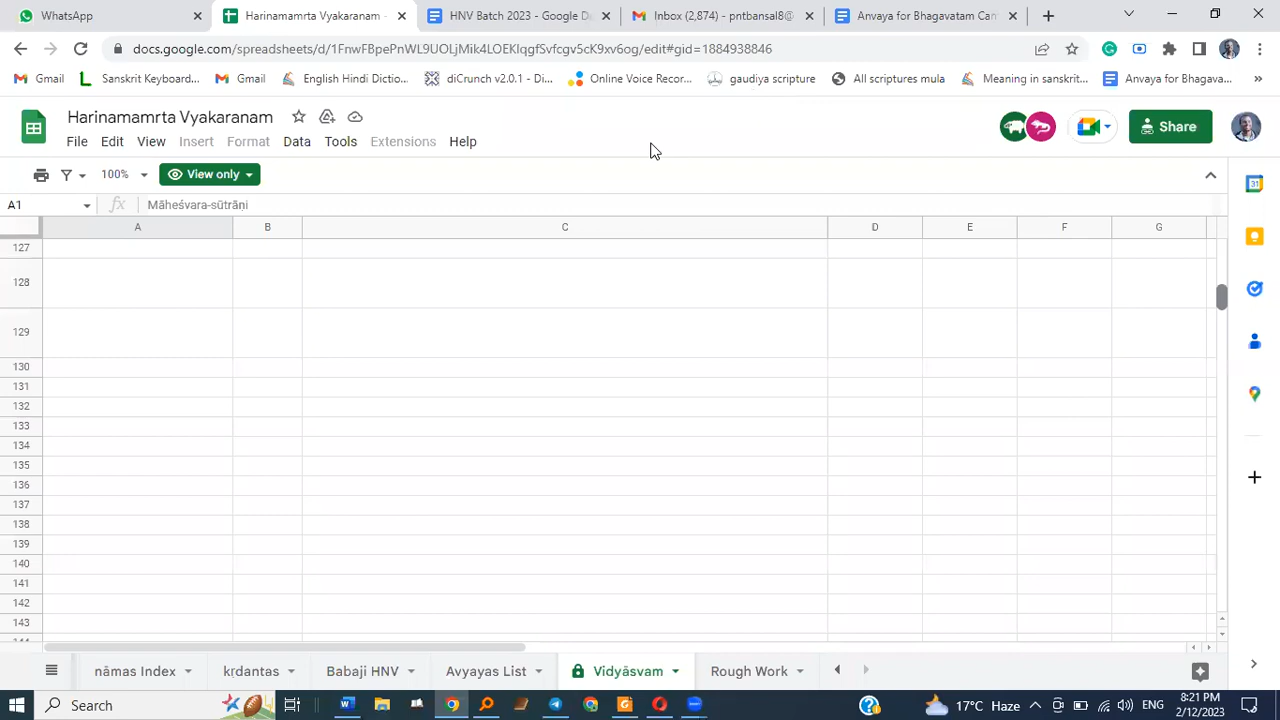 WhatsApp
Harinamamrta Vyakaranam -
HNV Batch 2023 - Google D
Inbox (2,874) - pntbansal8@
Anvaya for Bhagavatam Can
docs.google.com/spreadsheets/d/1FnwFBpePnWL9UOLjMik4LOEKlqgfSvfcgv5cK9xv6og/edit#gid=1884938846
Gmail
Sanskrit Keyboard...
Gmail
English Hindi Dictio...
diCrunch v2.0.1 - Di...
Online Voice Recor...
gaudiya scripture
All scriptures mula
Meaning in sanskrit...
Anvaya for Bhagava...
Harinamamrta Vyakaranam
File Edit View Insert Format Data Tools Extensions Help
Share
100%
View only
A1
fx
Māheśvara-sūtrāṇi
A B C D E F G
127
128
129
130
131
132
133
134
135
136
137
138
139
140
141
142
143
144
nāmas Index
kṛdantas
Babaji HNV
Avyayas List
Vidyāsvam
Rough Work
Search
17°C Haze
ENG
8:21 PM
2/12/2023